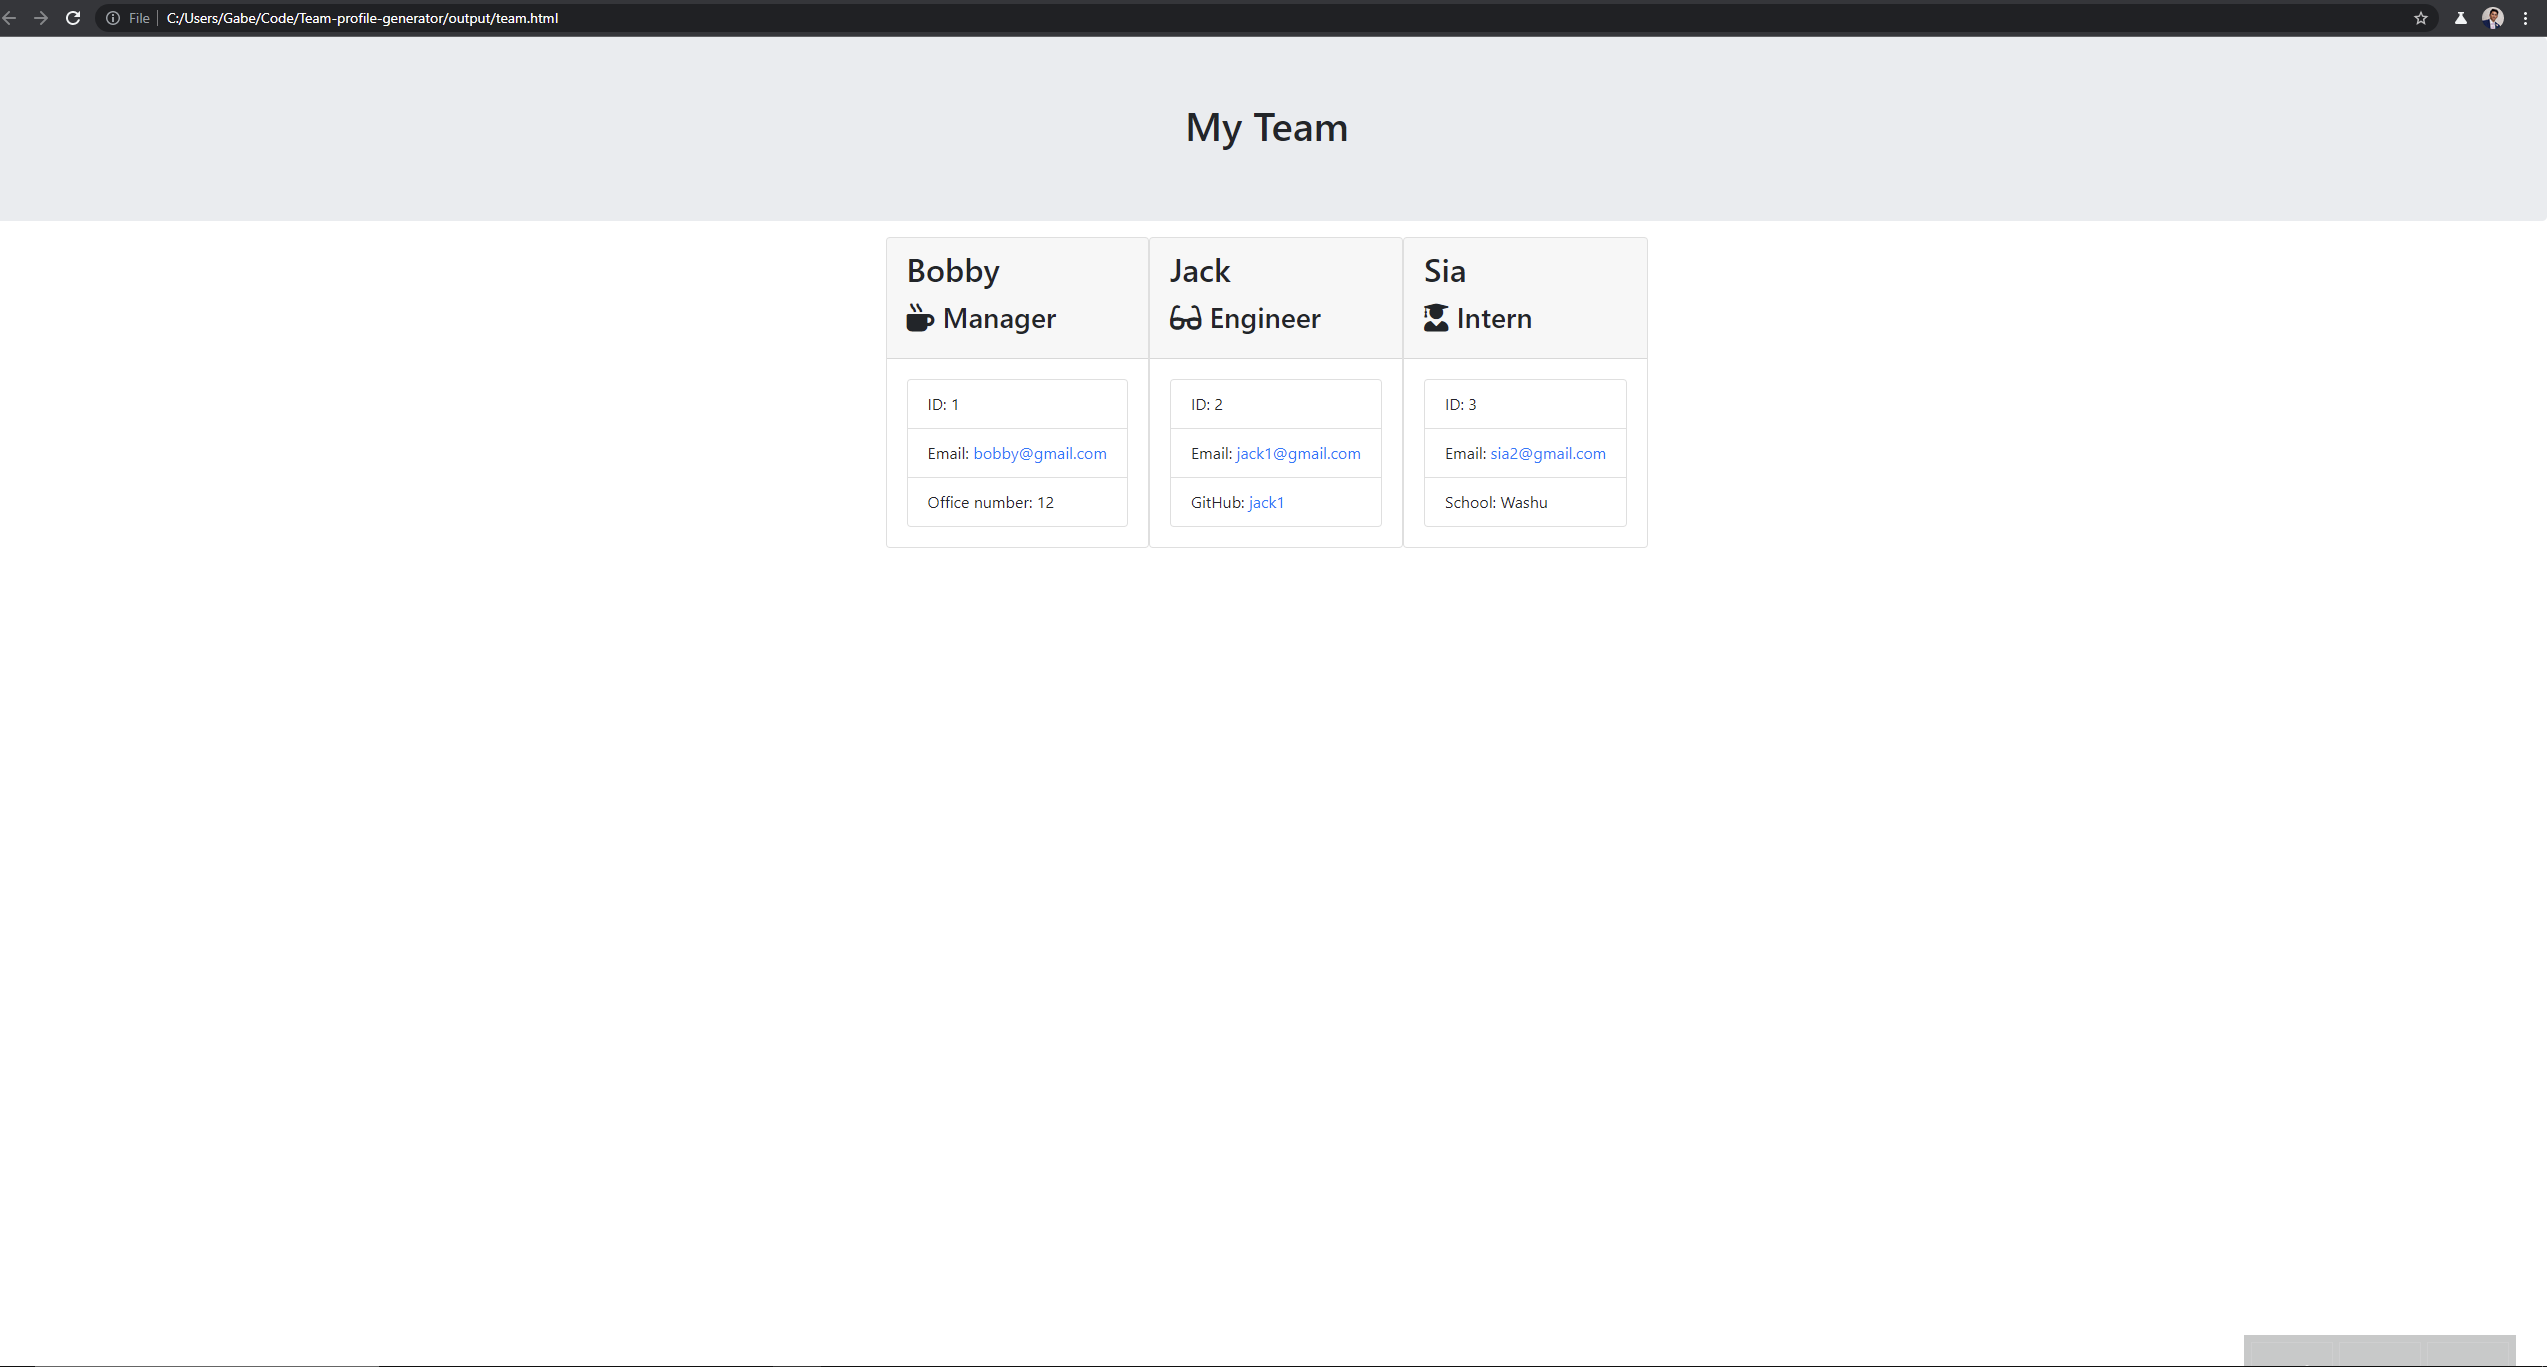 File C:/Users/Gabe/Code/Team-profile-generator/output/team.html
My Team
Bobby
Manager
ID: 1
Email: bobby@gmail.com
Office number: 12
Jack
Engineer
ID: 2
Email: jack1@gmail.com
GitHub: jack1
Sia
Intern
ID: 3
Email: sia2@gmail.com
School: Washu